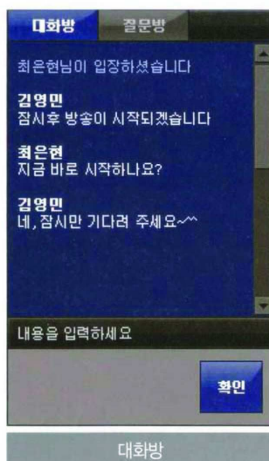 대화방 질문방
최은현님이 입장하셨습니다
김영민
잠시후 방송이 시작되겠습니다
최은현
지금 바로 시작하나요?
김영민
네,잠시만 기다려 주세요~^^
내용을 입력하세요
확인
대화방